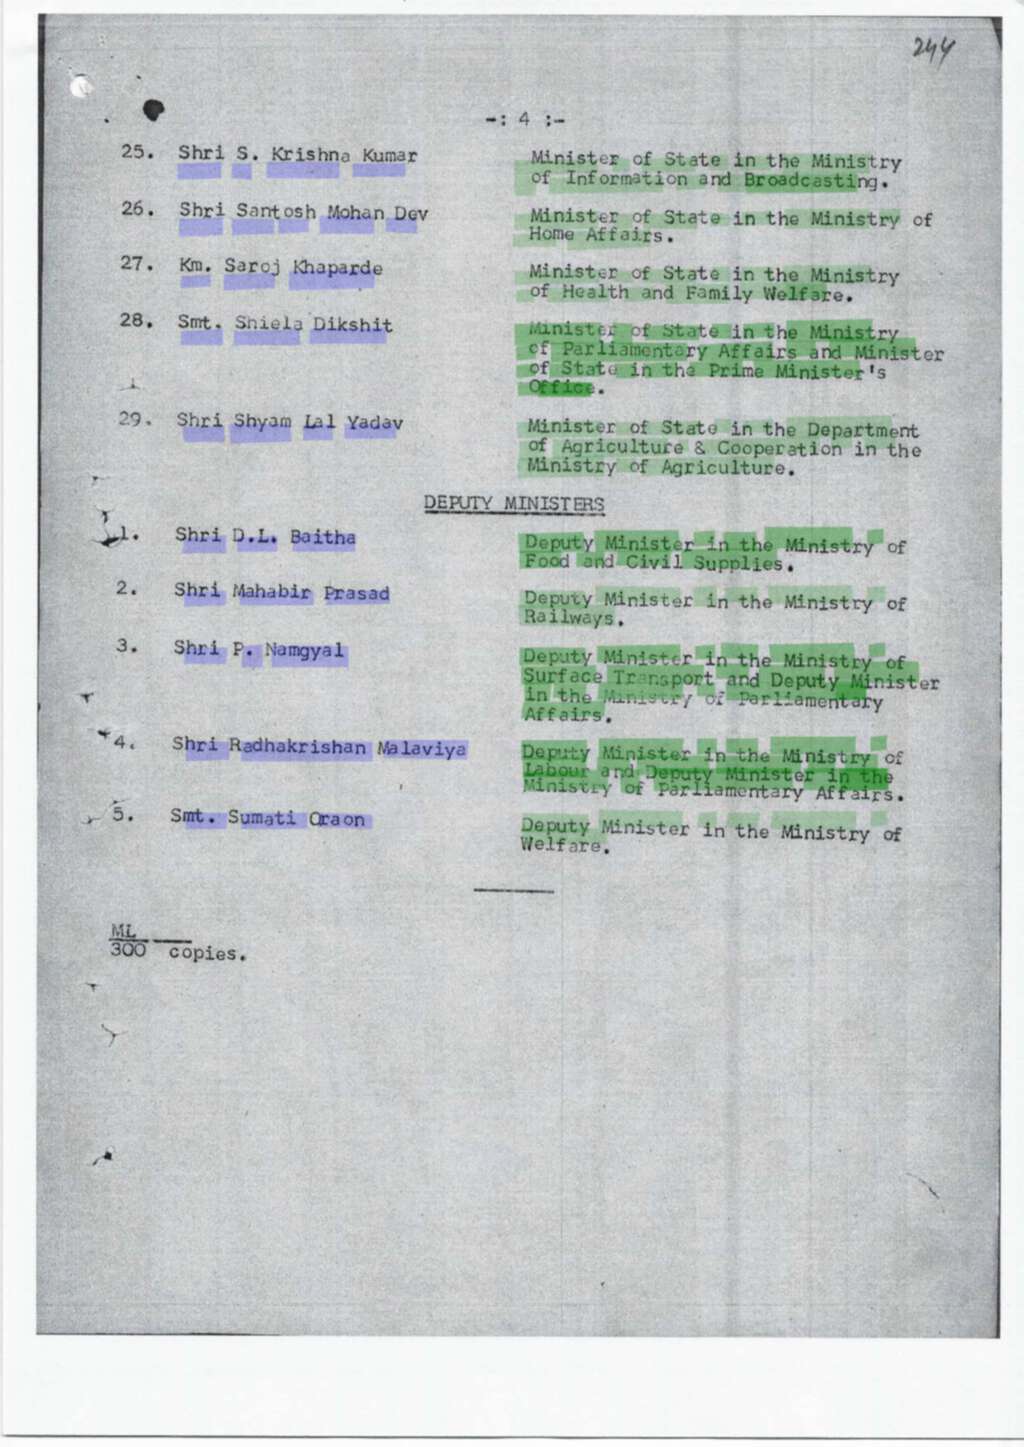 244
-: 4 :-
25. Shri S. Krishna Kumar Minister of State in the Ministry
of Information and Broadcasting.
26. Shri Santosh Mohan Dev Minister of State in the Ministry of
Home Affairs.
27. Km. Saroj Khaparde Minister of State in the Ministry
of Health and Family Welfare.
28. Smt. Shiela Dikshit Minister of State in the Ministry
of Parliamentary Affairs and Minister
of State in the Prime Minister's
Office.
29. Shri Shyam Lal Yadav Minister of State in the Department
of Agriculture & Cooperation in the
Ministry of Agriculture.
DEPUTY MINISTERS
1. Shri D.L. Baitha Deputy Minister in the Ministry of
Food and Civil Supplies.
2. Shri Mahabir Prasad Deputy Minister in the Ministry of
Railways.
3. Shri P. Namgyal Deputy Minister in the Ministry of
Surface Transport and Deputy Minister
in the Ministry of Parliamentary
Affairs.
4. Shri Radhakrishan Malaviya Deputy Minister in the Ministry of
Labour and Deputy Minister in the
Ministry of Parliamentary Affairs.
5. Smt. Sumati Oraon Deputy Minister in the Ministry of
Welfare.
ML
300 copies.